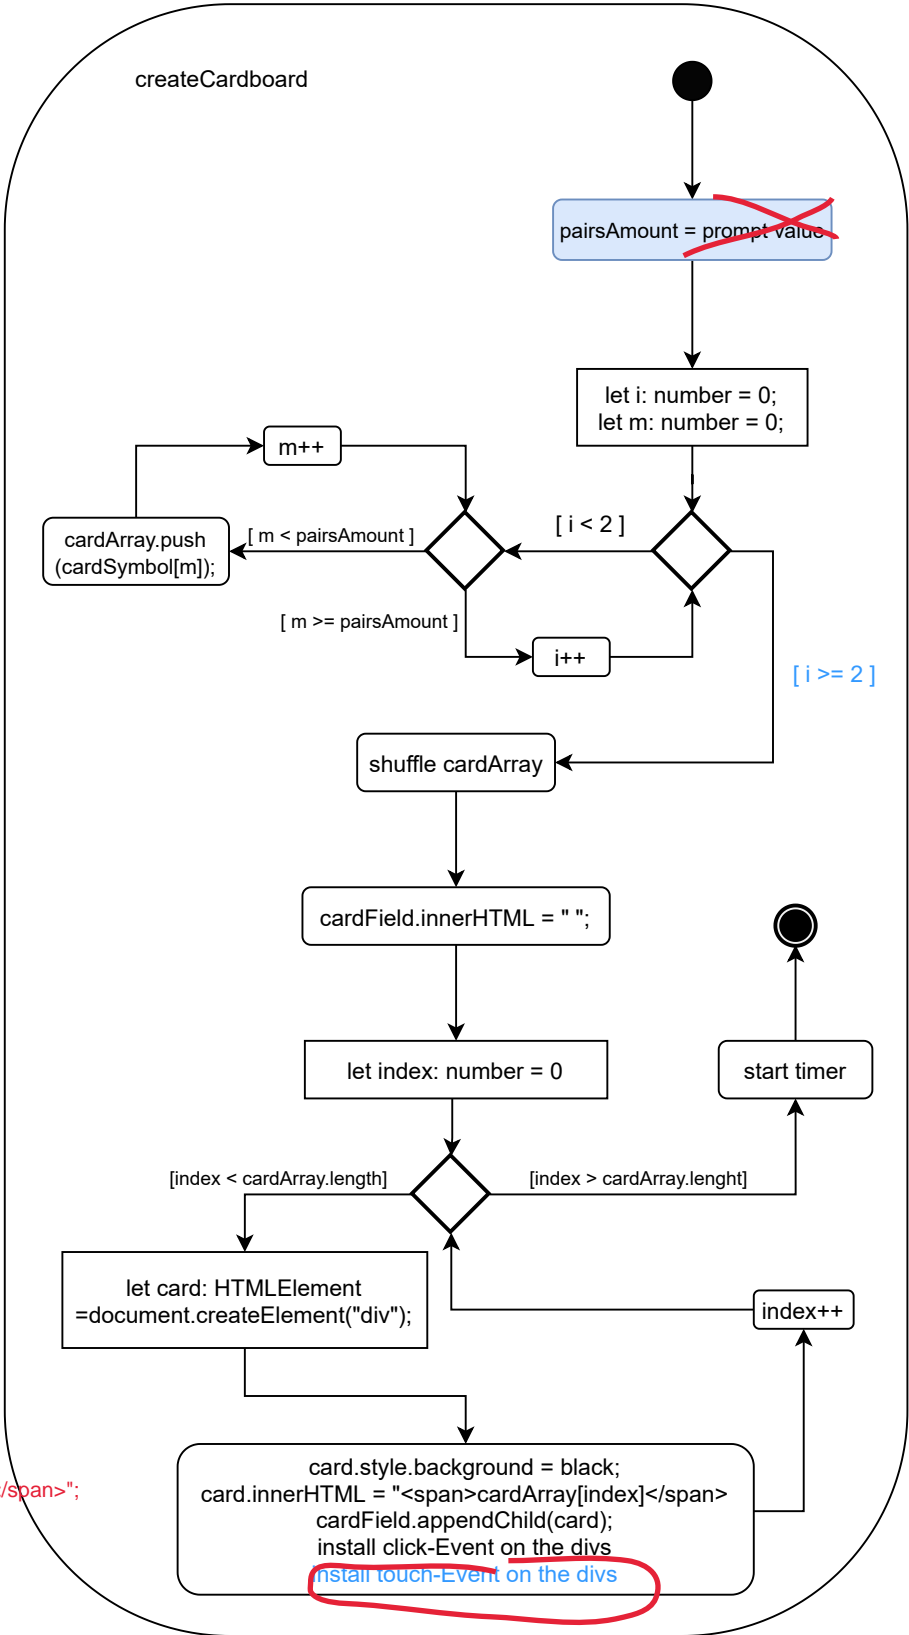 createCardboard
pairsAmount = prompt value
let i: number = 0;
let m: number = 0;
m++
[ i < 2 ]
[ m < pairsAmount ]
cardArray.push
(cardSymbol[m]);
[ m >= pairsAmount ]
i++
[ i >= 2 ]
shuffle cardArray
cardField.innerHTML = " ";
let index: number = 0
start timer
[index < cardArray.length]
[index > cardArray.lenght]
let card: HTMLElement
=document.createElement("div");
index++
card.style.background = black;
/span>";
card.innerHTML = "<span>cardArray[index]</span>
cardField.appendChild(card);
install click-Event on the divs
install touch-Event on the divs